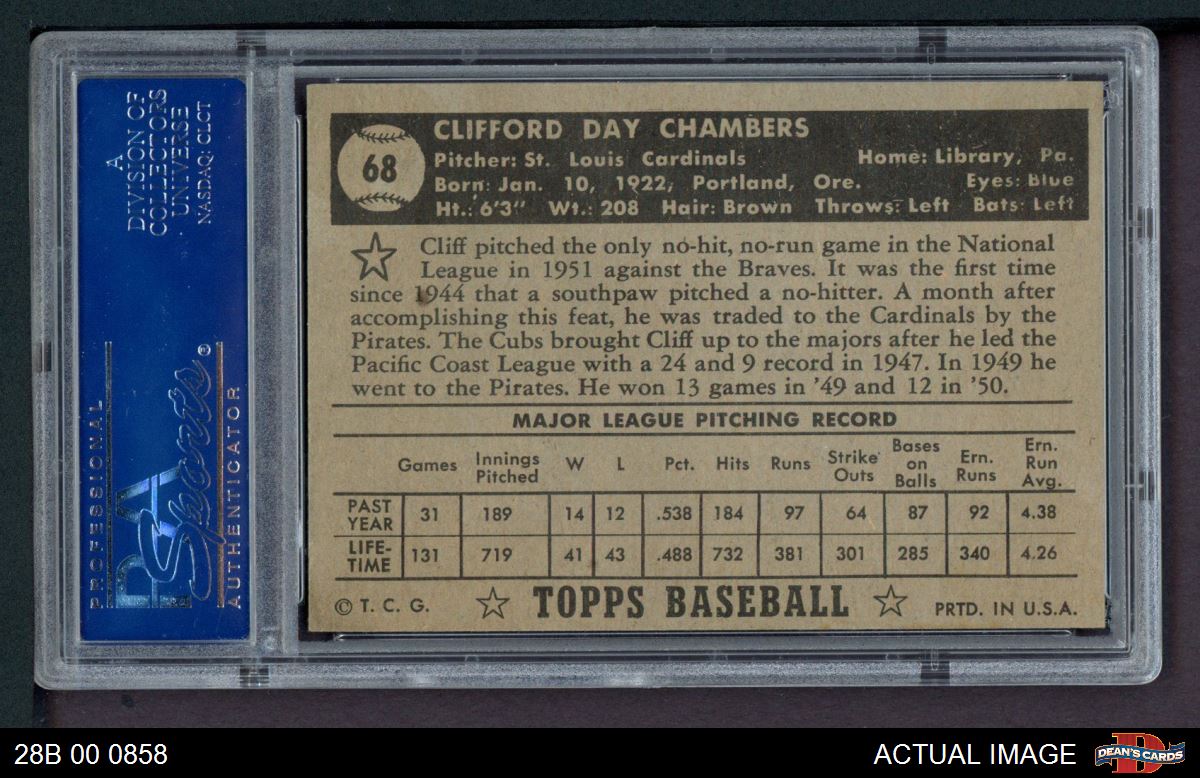 A
DIVISION OF
COLLECTORS
UNIVERSE
NASDAQ: CLCT
PROFESSIONAL
PSA
Sports®
AUTHENTICATOR
68
CLIFFORD DAY CHAMBERS
Pitcher: St. Louis Cardinals Home: Library, Pa.
Born: Jan. 10, 1922, Portland, Ore. Eyes: Blue
Ht.: 6'3" Wt.: 208 Hair: Brown Throws: Left Bats: Left
Cliff pitched the only no-hit, no-run game in the National
League in 1951 against the Braves. It was the first time
since 1944 that a southpaw pitched a no-hitter. A month after
accomplishing this feat, he was traded to the Cardinals by the
Pirates. The Cubs brought Cliff up to the majors after he led the
Pacific Coast League with a 24 and 9 record in 1947. In 1949 he
went to the Pirates. He won 13 games in '49 and 12 in '50.
MAJOR LEAGUE PITCHING RECORD
Games Innings Pitched W L Pct. Hits Runs Strike Outs Bases on Balls Ern. Runs Ern. Run Avg.
PAST YEAR 31 189 14 12 .538 184 97 64 87 92 4.38
LIFE-TIME 131 719 41 43 .488 732 381 301 285 340 4.26
© T. C. G. TOPPS BASEBALL PRTD. IN U.S.A.
28B 00 0858 ACTUAL IMAGE DEAN'S CARDS